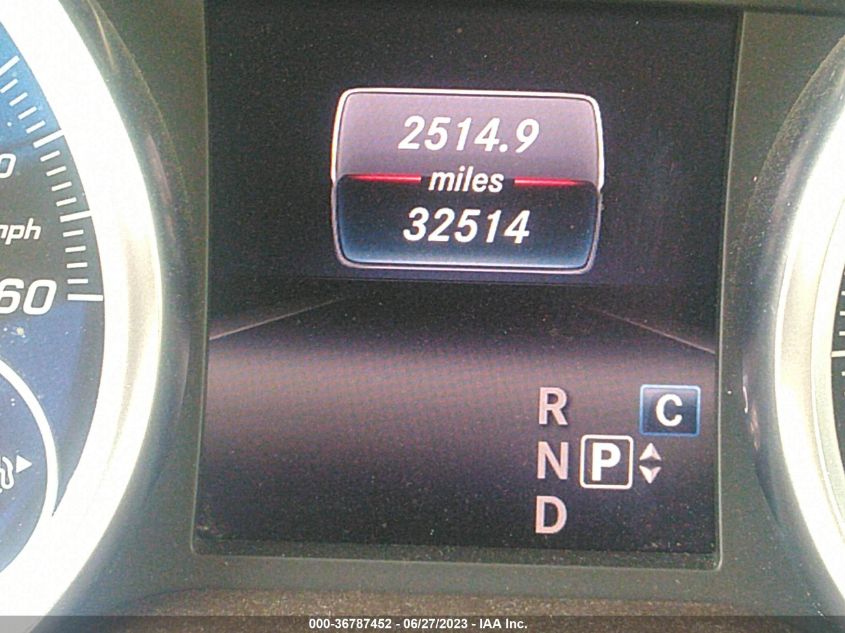 2514.9
miles
32514
mph
60
R
C
N P
D
000-36787452 - 06/27/2023 - IAA Inc.